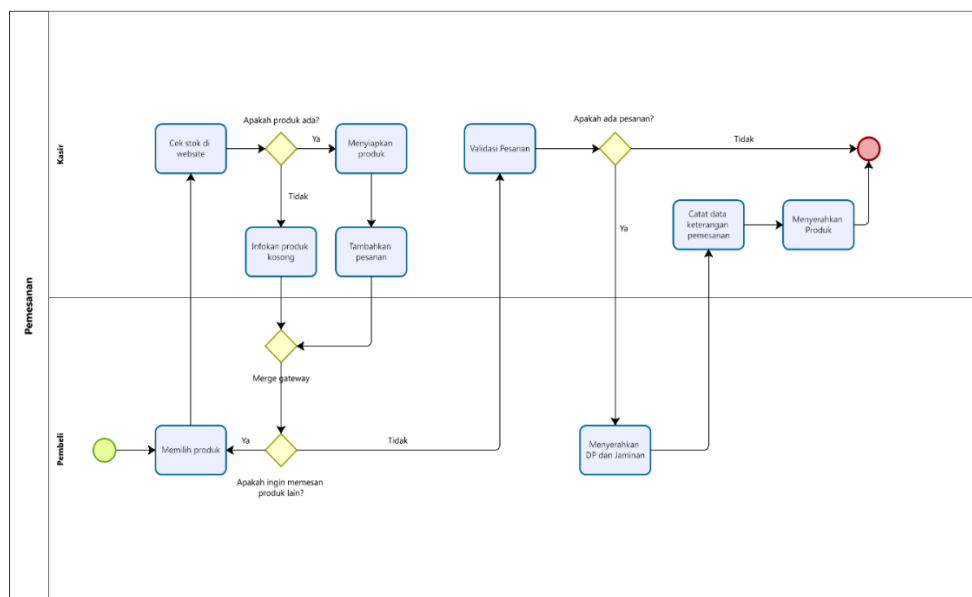 Pemesanan
Kasir
Apakah produk ada?
Cek stok di
website
Ya
Menyiapkan
produk
Tidak
Infokan produk
kosong
Tambahkan
pesanan
Validasi Pesanan
Apakah ada pesanan?
Tidak
Ya
Catat data
keterangan
pemesanan
Menyerahkan
Produk
Pembeli
Merge gateway
Memilih produk
Ya
Tidak
Apakah ingin memesan
produk lain?
Menyerahkan
DP dan Jaminan